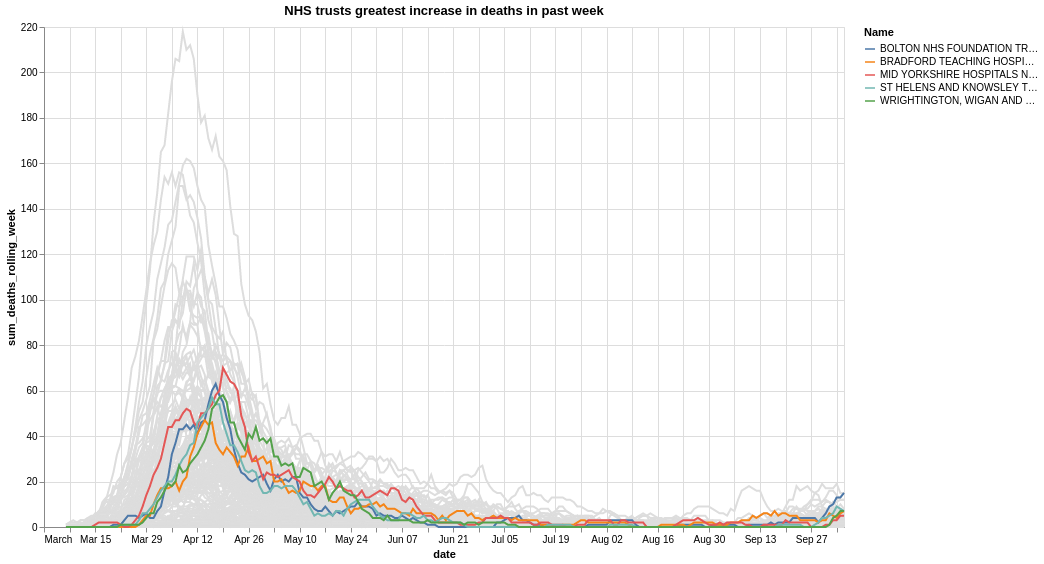 NHS trusts greatest increase in deaths in past week
sum_deaths_rolling_week
220
200
180
160
140
120
100
80
60
40
20
0
March Mar 15 Mar 29 Apr 12 Apr 26 May 10 May 24 Jun 07 Jun 21 Jul 05 Jul 19 Aug 02 Aug 16 Aug 30 Sep 13 Sep 27
date
Name
BOLTON NHS FOUNDATION TR…
BRADFORD TEACHING HOSPI…
MID YORKSHIRE HOSPITALS N…
ST HELENS AND KNOWSLEY T…
WRIGHTINGTON, WIGAN AND …